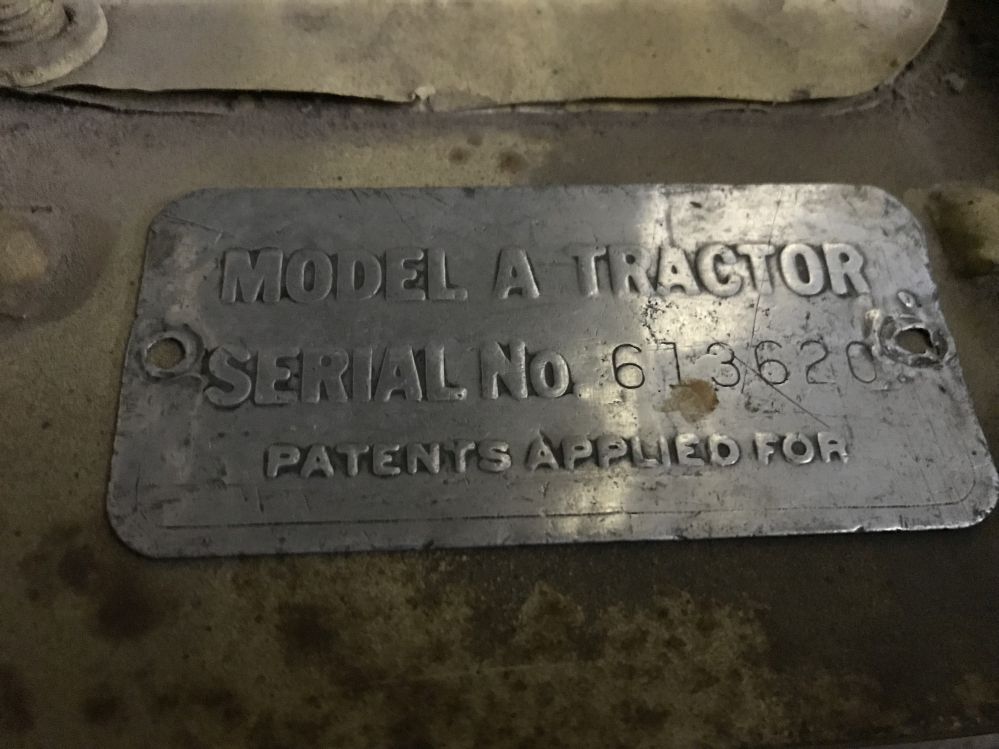 MODEL A TRACTOR
SERIAL NO. 613620
PATENTS APPLIED FOR